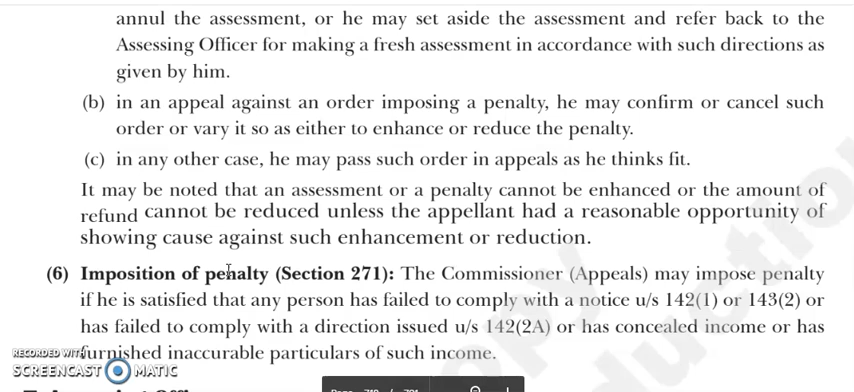 annul the assessment, or he may set aside the assessment and refer back to the
Assessing Officer for making a fresh assessment in accordance with such directions as
given by him.
(b) in an appeal against an order imposing a penalty, he may confirm or cancel such
order or vary it so as either to enhance or reduce the penalty.
(c) in any other case, he may pass such order in appeals as he thinks fit.
It may be noted that an assessment or a penalty cannot be enhanced or the amount of
refund cannot be reduced unless the appellant had a reasonable opportunity of
showing cause against such enhancement or reduction.
(6) Imposition of penalty (Section 271): The Commissioner (Appeals) may impose penalty
if he is satisfied that any person has failed to comply with a notice u/s 142(1) or 143(2) or
has failed to comply with a direction issued u/s 142(2A) or has concealed income or has
furnished inaccurable particulars of such income.
RECORDED WITH
SCREENCAST MATIC